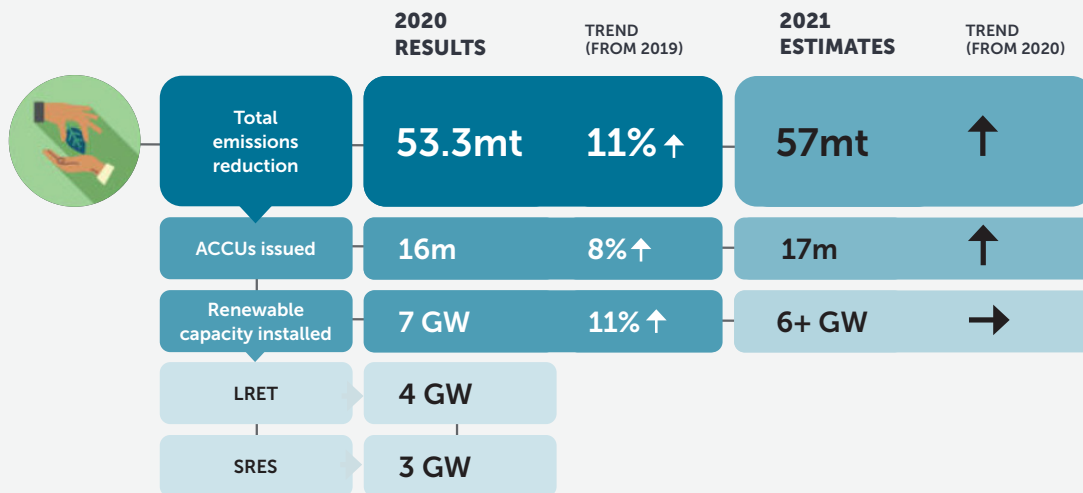 2020
RESULTS
TREND
(FROM 2019)
2021
ESTIMATES
TREND
(FROM 2020)
Total
emissions
reduction
53.3mt
11%
57mt
ACCUs issued
16m
8%
17m
Renewable
capacity installed
7 GW
11%
6+ GW
LRET
4 GW
SRES
3 GW